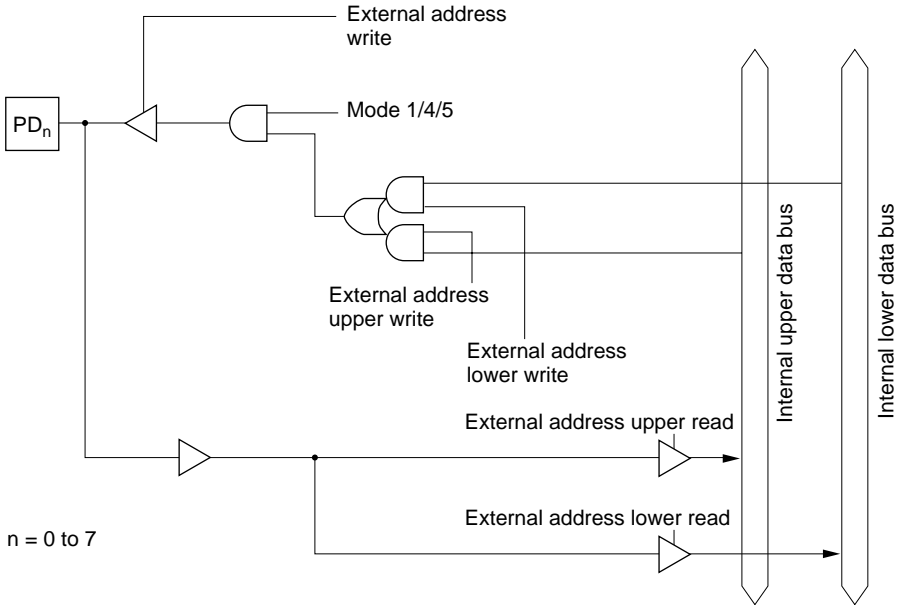 External address
write
PDn
Mode 1/4/5
External address
upper write
External address
lower write
Internal upper data bus
Internal lower data bus
External address upper read
External address lower read
n = 0 to 7